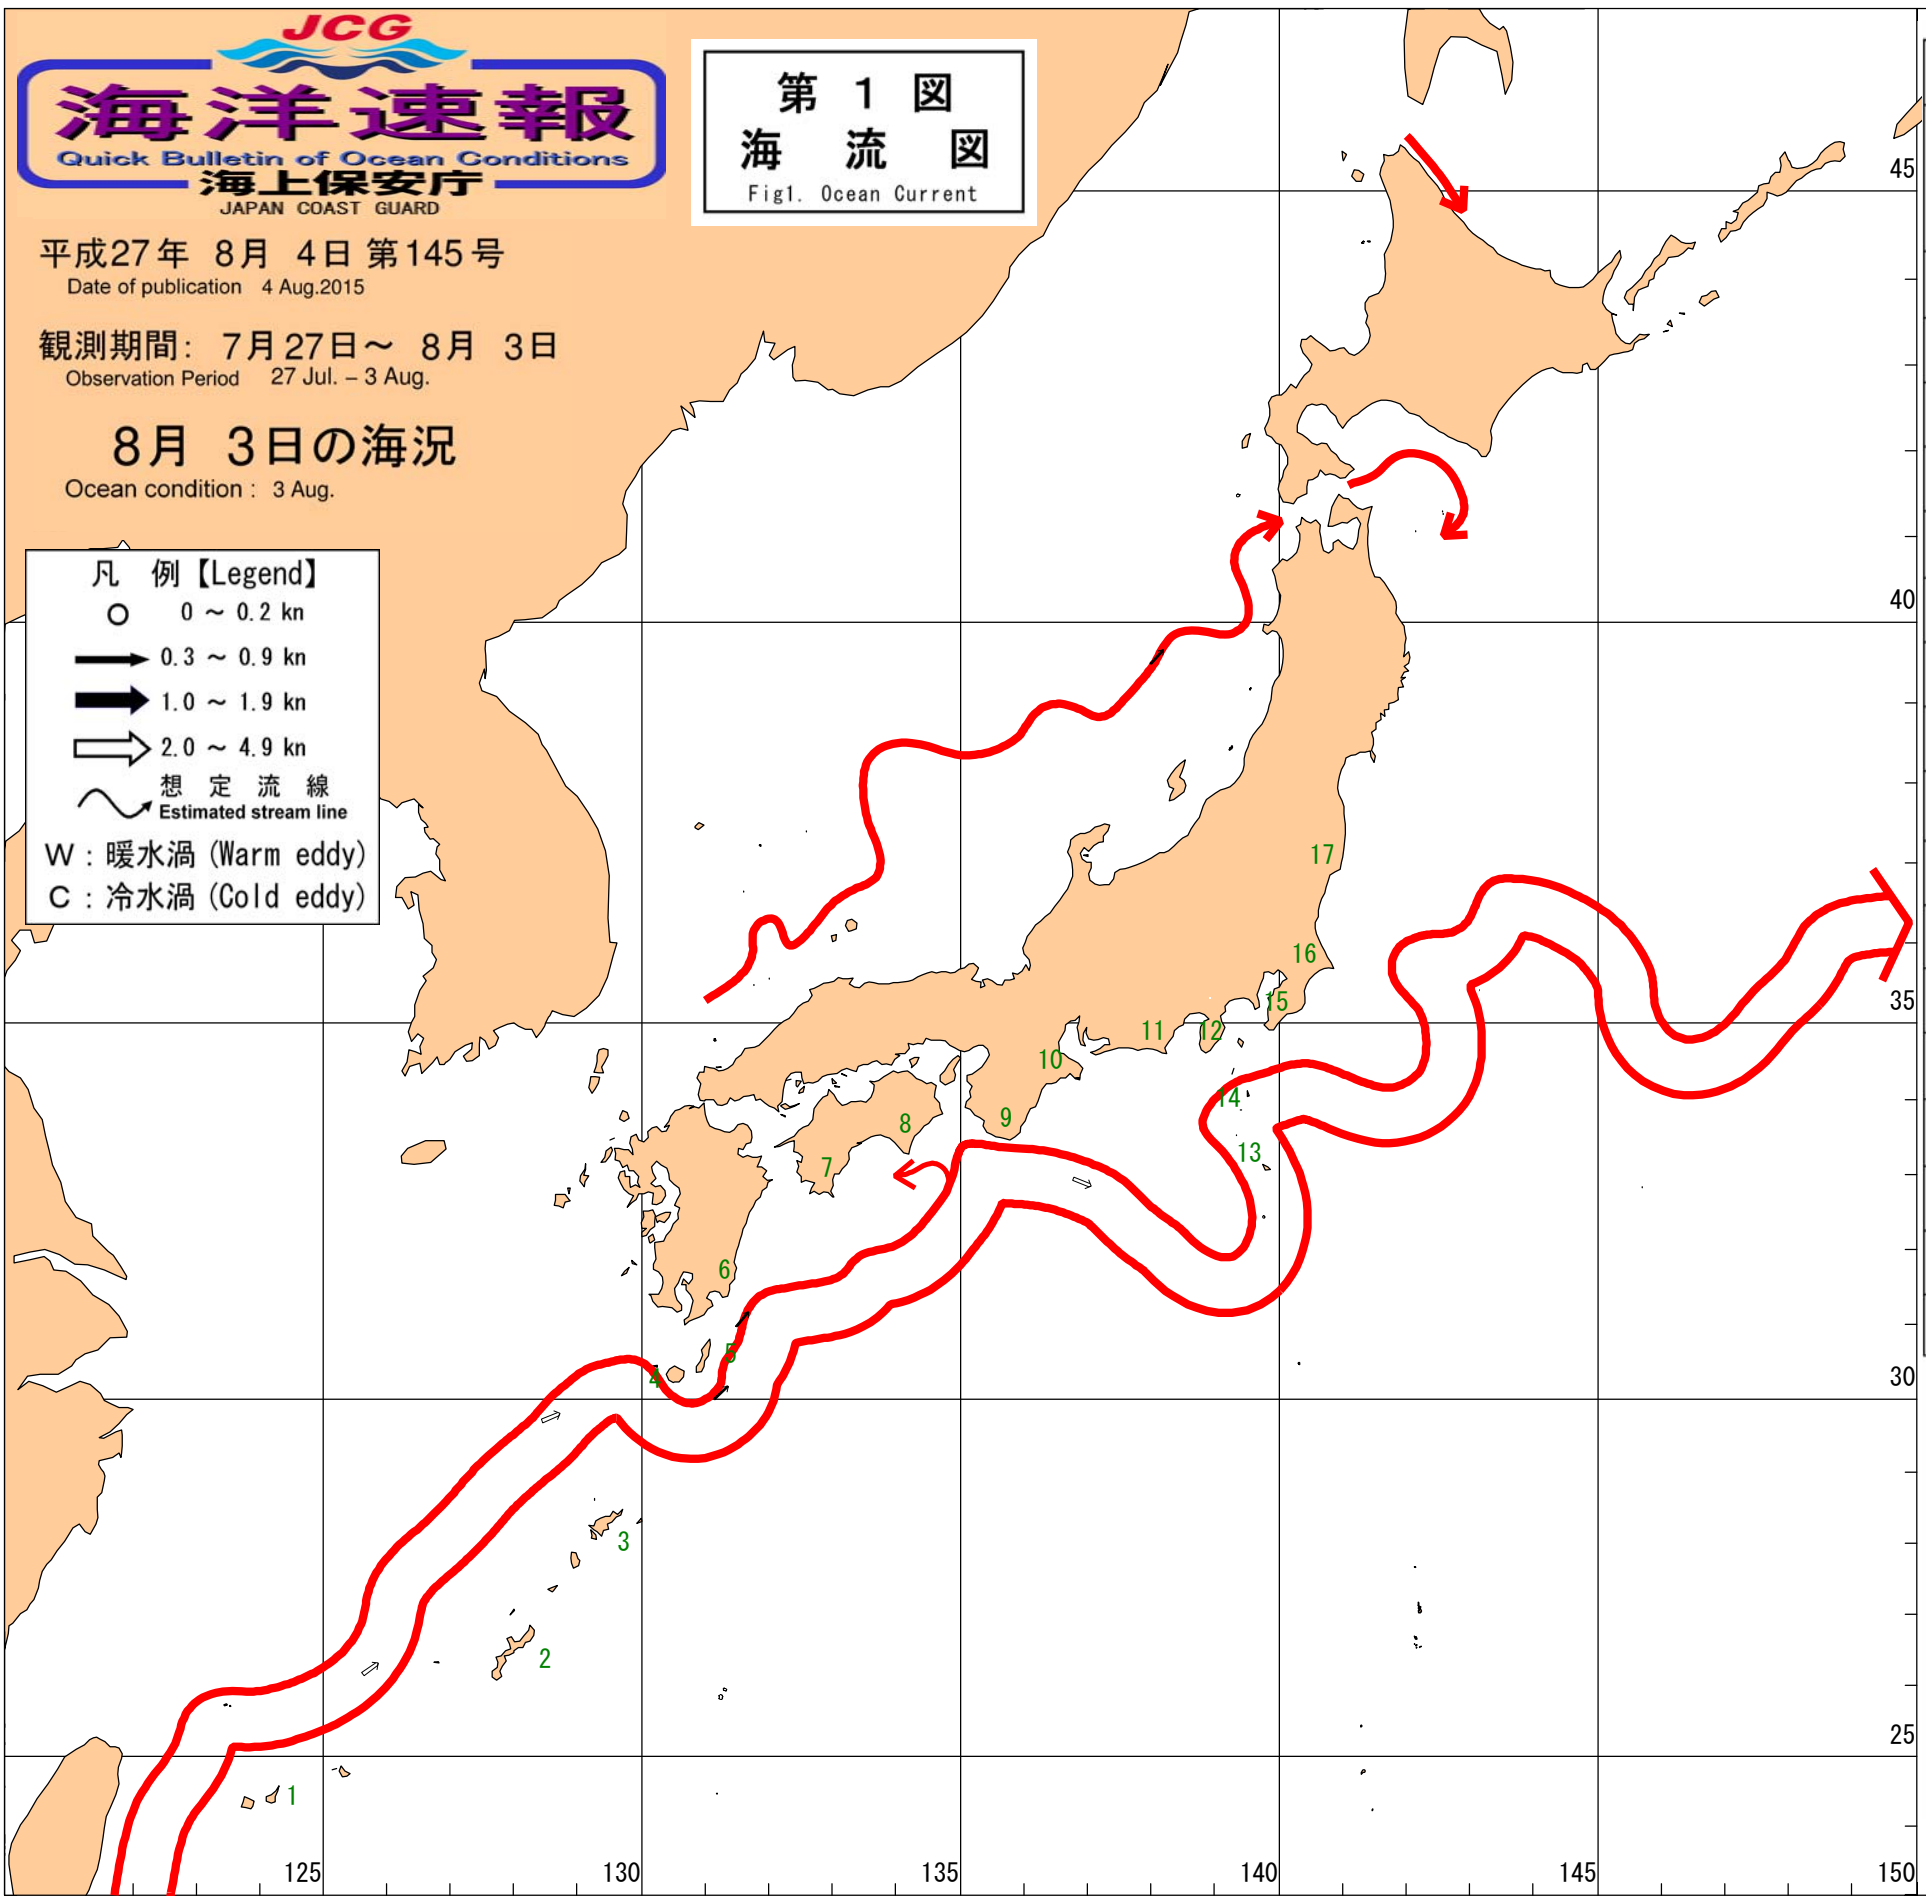 JCG
海洋速報
Quick Bulletin of Ocean Conditions
海上保安庁
JAPAN COAST GUARD
平成27年 8月 4日 第145号
Date of publication 4 Aug.2015
観測期間: 7月27日～ 8月 3日
Observation Period 27 Jul. – 3 Aug.
8月 3日の海況
Ocean condition : 3 Aug.
第 1 図
海 流 図
Fig1. Ocean Current
凡 例【Legend】
0 ～ 0.2 kn
0.3 ～ 0.9 kn
1.0 ～ 1.9 kn
2.0 ～ 4.9 kn
想 定 流 線
Estimated stream line
W : 暖水渦 (Warm eddy)
C : 冷水渦 (Cold eddy)
45
40
17
16
35
15
11
12
10
14
9
8
13
7
6
5
4
30
3
2
25
1
125
130
135
140
145
150